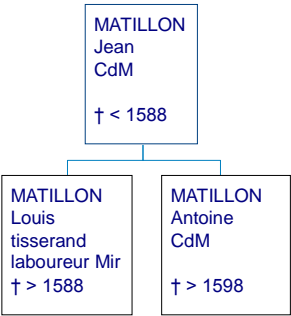 MATILLON
Jean
CdM
† < 1588
MATILLON
Louis
tisserand
laboureur Mir
† > 1588
MATILLON
Antoine
CdM
† > 1598